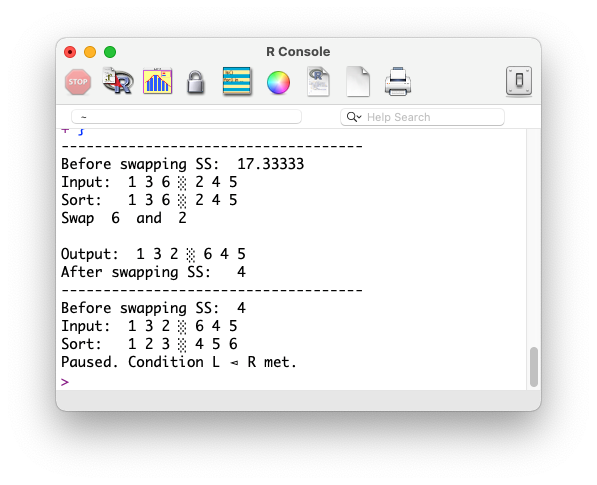 R Console
STOP
R
~
Help Search
+ }
------------------------------------
Before swapping SS:  17.33333
Input:  1 3 6 ░ 2 4 5
Sort:   1 3 6 ░ 2 4 5
Swap  6  and  2
Output:  1 3 2 ░ 6 4 5
After swapping SS:   4
------------------------------------
Before swapping SS:  4
Input:  1 3 2 ░ 6 4 5
Sort:   1 2 3 ░ 4 5 6
Paused. Condition L ⊲ R met.
>